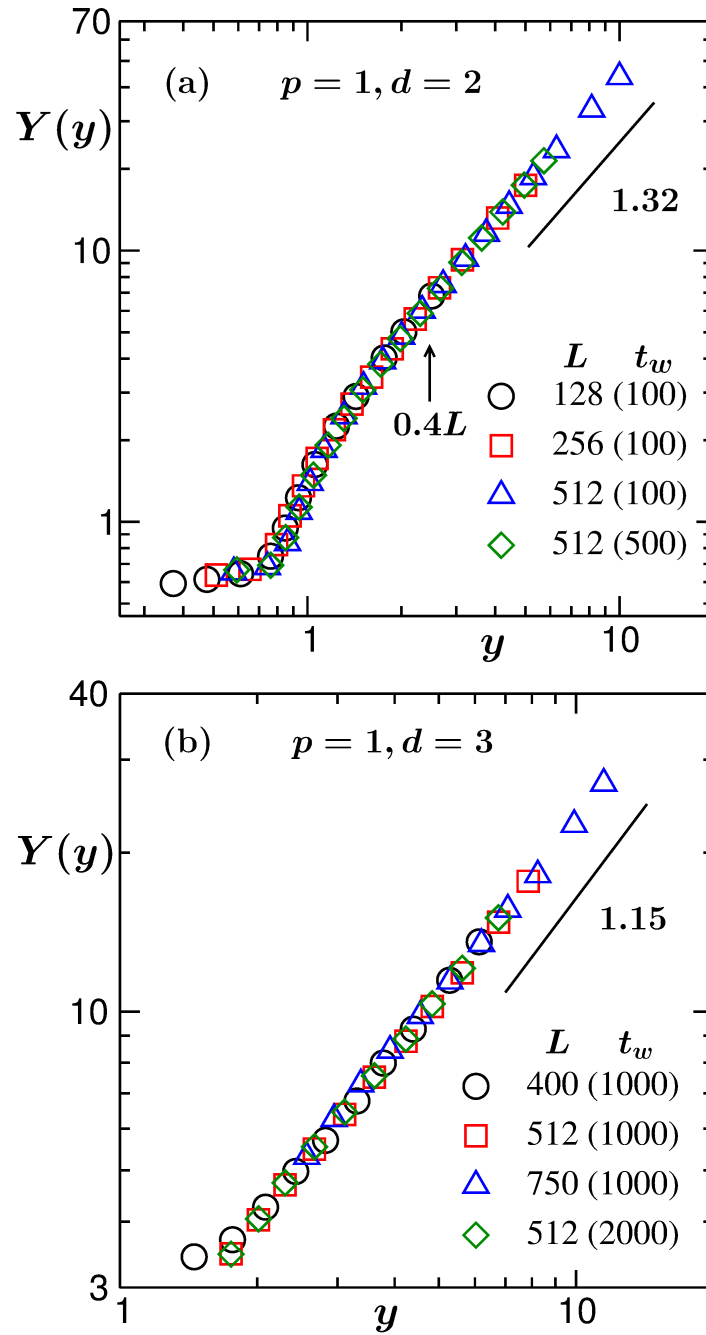 70
(a) p = 1, d = 2
Y(y)
1.32
10
L t_w
0.4L
128 (100)
256 (100)
512 (100)
1
512 (500)
1 y 10
40
(b) p = 1, d = 3
Y(y)
1.15
10
L t_w
400 (1000)
512 (1000)
750 (1000)
512 (2000)
3
1 y 10